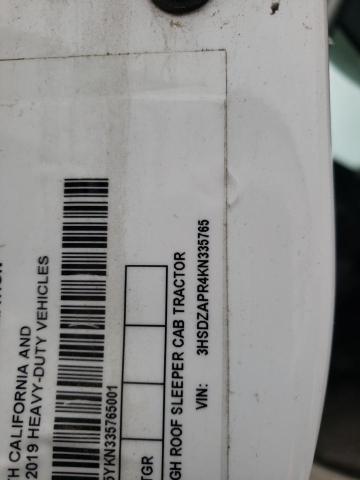 TH CALIFORNIA AND
2019 HEAVY-DUTY VEHICLES
5YKN335765001
TGR
GH ROOF SLEEPER CAB TRACTOR
VIN: 3HSDZAPR4KN335765